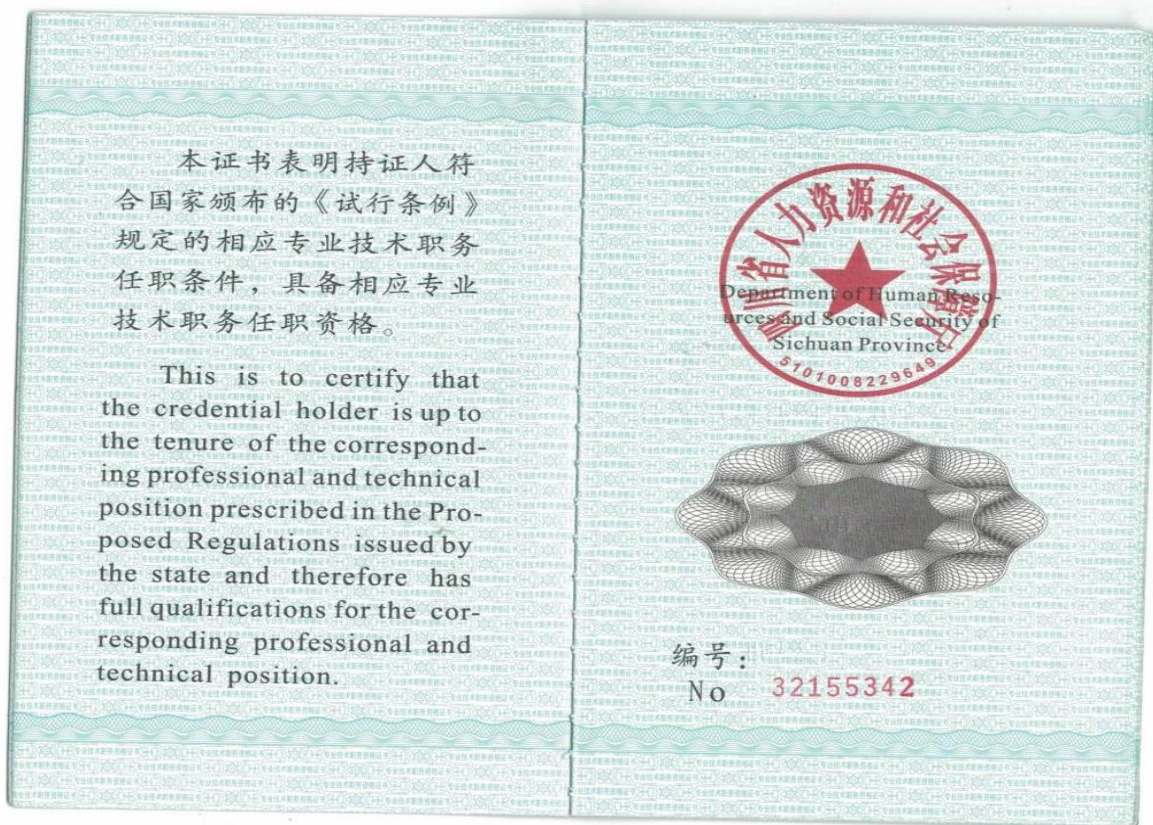 本证书表明持证人符
合国家颁布的《试行条例》
规定的相应专业技术职务
任职条件，具备相应专业
技术职务任职资格。
This is to certify that
the credential holder is up to
the tenure of the correspond-
ing professional and technical
position prescribed in the Pro-
posed Regulations issued by
the state and therefore has
full qualifications for the cor-
responding professional and
technical position.
四川省人力资源和社会保障厅
Department of Human Reso-
urces and Social Security of
Sichuan Province
5101008229649
编号：
No 32155342